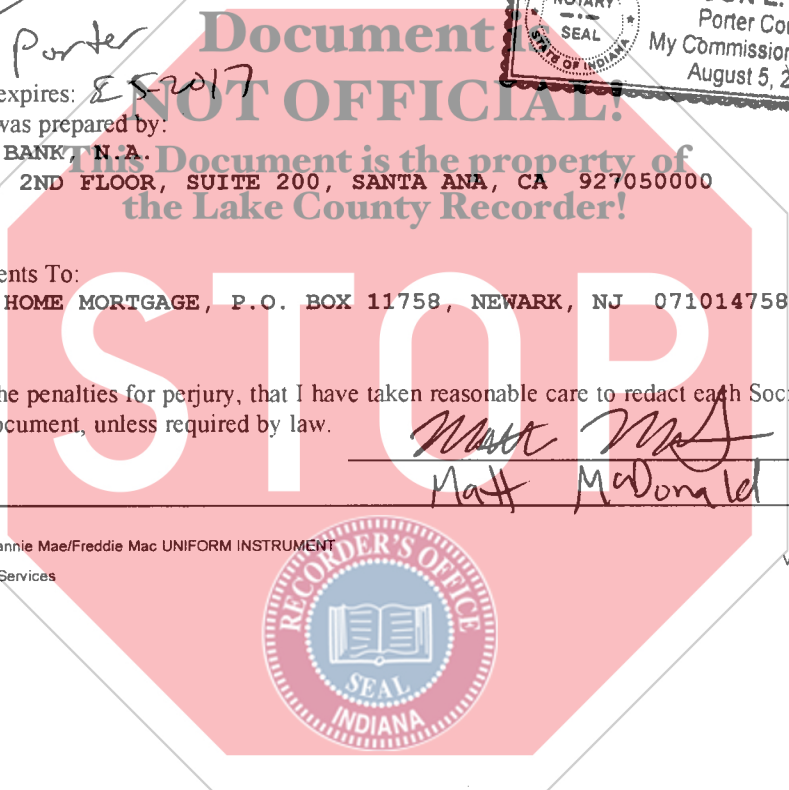 Document is
NOTARY
SEAL
STATE OF INDIANA
Porter Co
My Commission
August 5, 2
Porter
expires: 8-5-2017
NOT OFFICIAL!
was prepared by:
BANK, N.A.
This Document is the property of
2ND FLOOR, SUITE 200, SANTA ANA, CA 927050000
the Lake County Recorder!
ents To:
HOME MORTGAGE, P.O. BOX 11758, NEWARK, NJ 071014758
STOP
he penalties for perjury, that I have taken reasonable care to redact each Soci
ocument, unless required by law.
Matt McDonald
annie Mae/Freddie Mac UNIFORM INSTRUMENT
Services
RECORDER'S OFFICE
SEAL
INDIANA